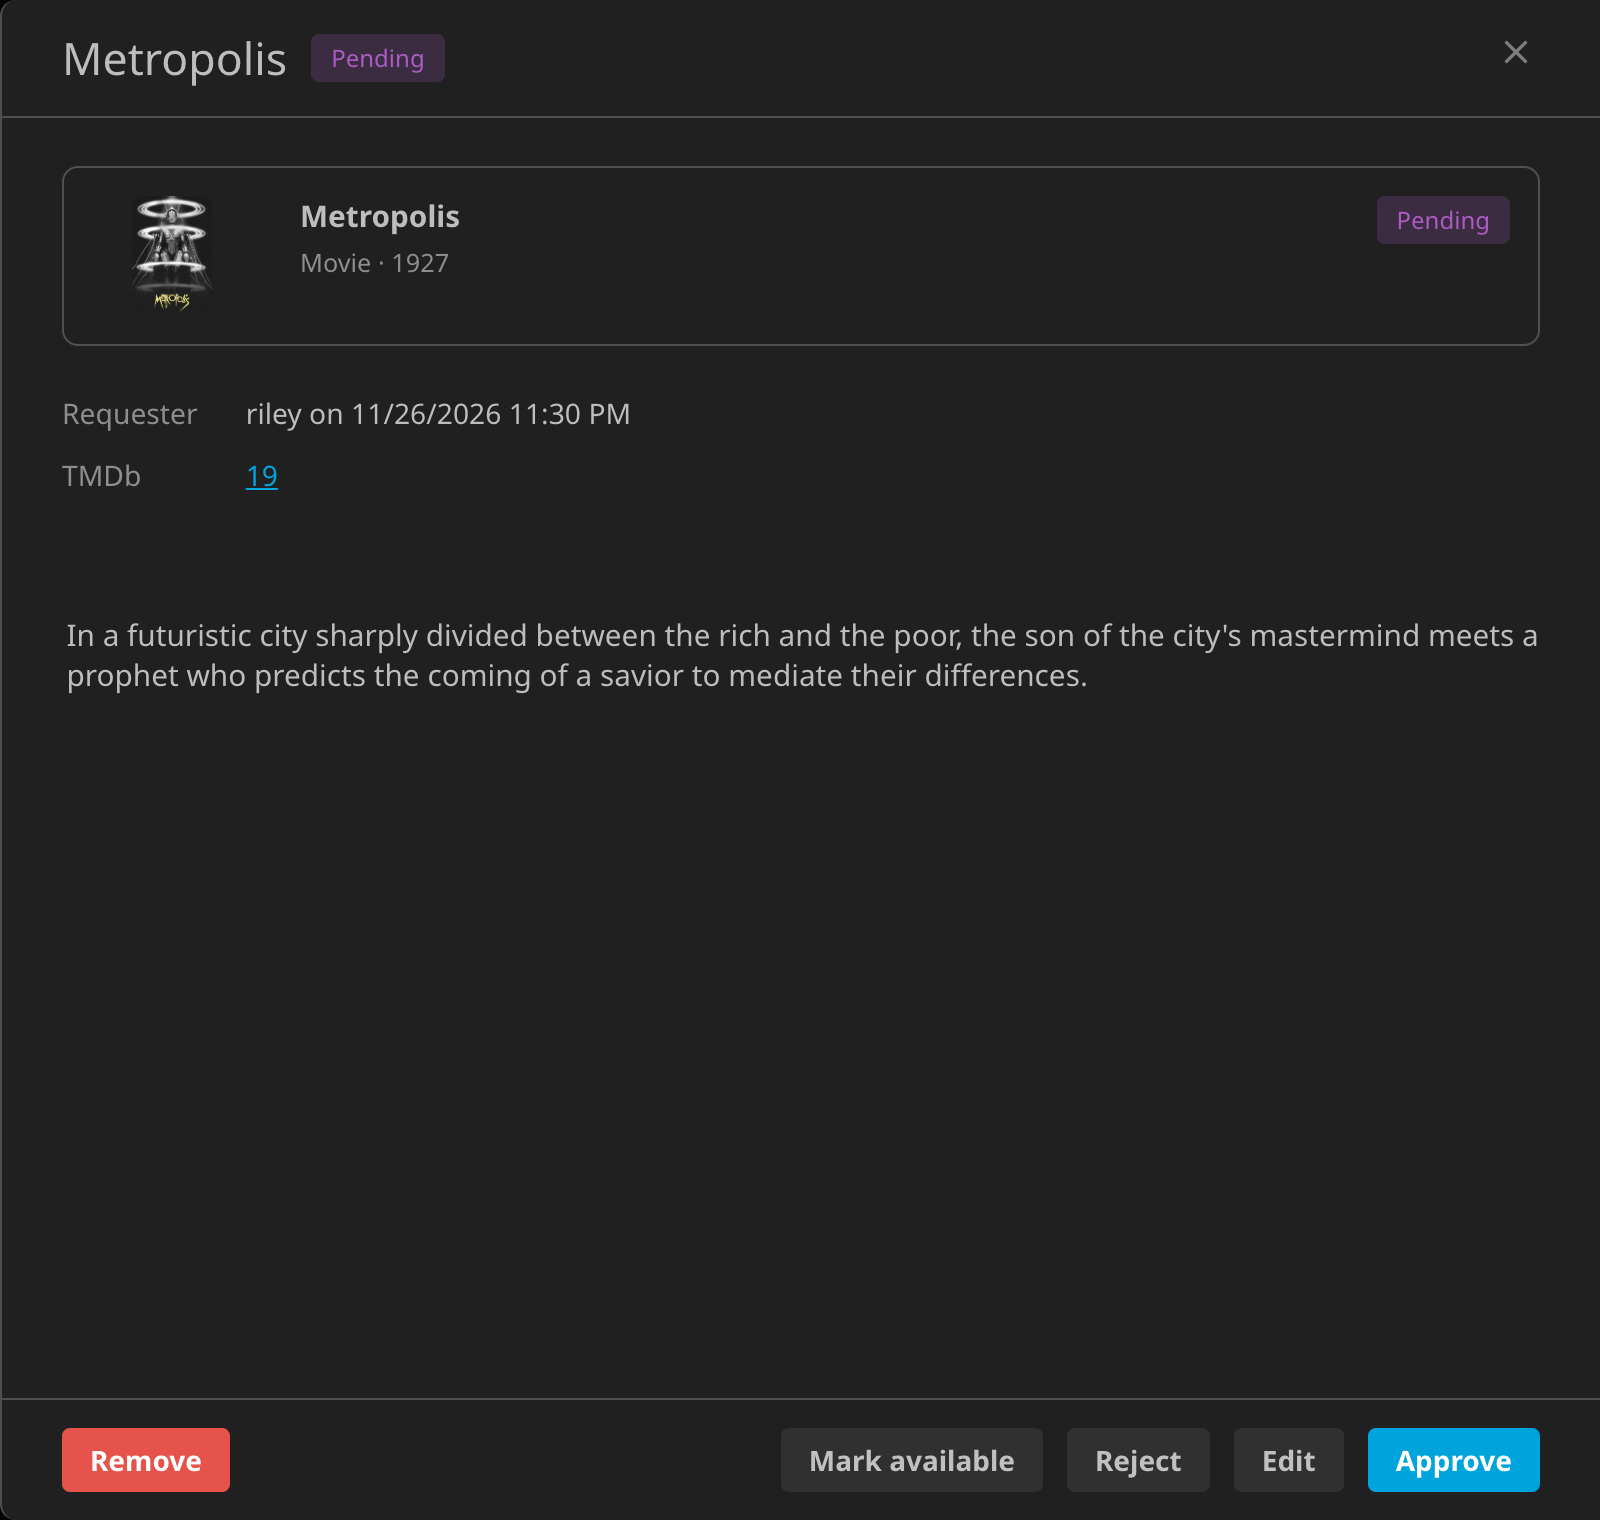 Metropolis Pending
METROPOLIS
Metropolis
Movie · 1927
Pending
Requester riley on 11/26/2026 11:30 PM
TMDb 19
In a futuristic city sharply divided between the rich and the poor, the son of the city's mastermind meets a
prophet who predicts the coming of a savior to mediate their differences.
Remove Mark available Reject Edit Approve